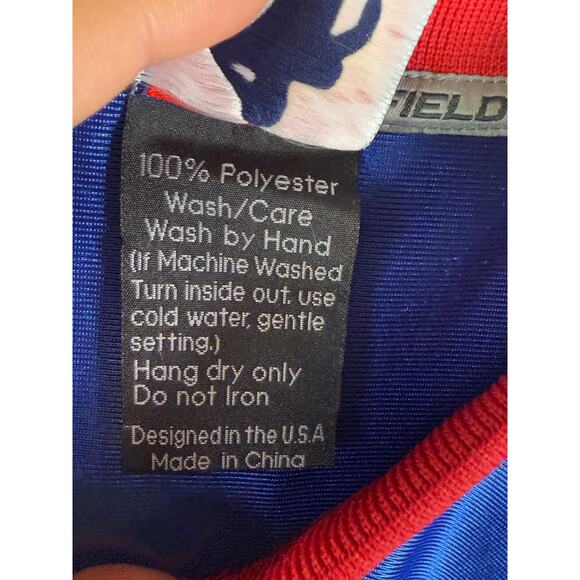 FIELD
100% Polyester
Wash/Care
Wash by Hand
(If Machine Washed
Turn inside out, use
cold water, gentle
setting.)
Hang dry only
Do not Iron
Designed in the U.S.A
Made in China